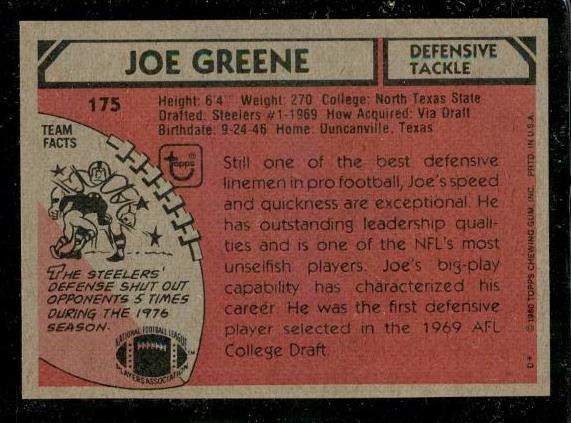 JOE GREENE
DEFENSIVE
TACKLE
175
Height: 6'4 Weight: 270 College: North Texas State
Drafted: Steelers #1-1969 How Acquired: Via Draft
Birthdate: 9-24-46 Home: Duncanville, Texas
TEAM
FACTS
topps
THE STEELERS'
DEFENSE SHUT OUT
OPPONENTS 5 TIMES
DURING THE 1976
SEASON.
NATIONAL FOOTBALL LEAGUE
PLAYERS ASSOCIATION
Still one of the best defensive
linemen in pro football, Joe's speed
and quickness are exceptional. He
has outstanding leadership quali-
ties and is one of the NFL's most
unselfish players. Joe's big-play
capability has characterized his
career. He was the first defensive
player selected in the 1969 AFL
College Draft.
D*
© 1980 TOPPS CHEWING GUM, INC. PRTD. IN U.S.A.